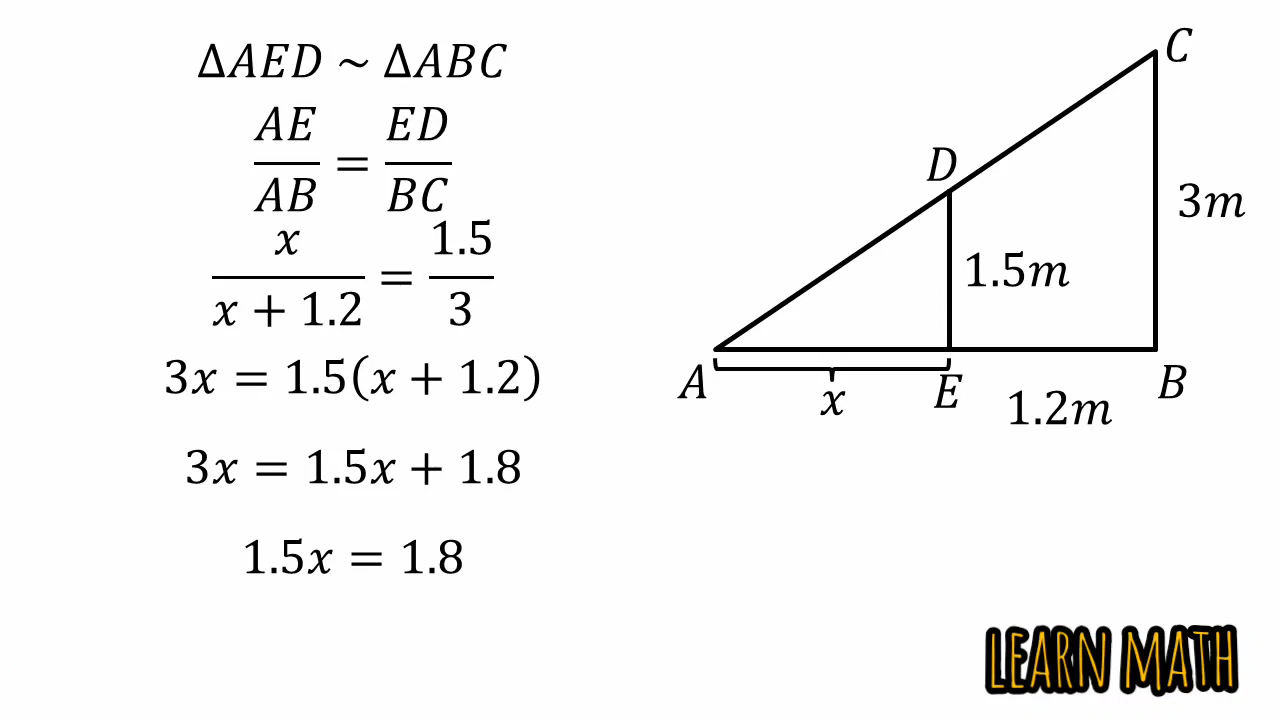 ΔAED ~ ΔABC
AE/AB = ED/BC
x/(x + 1.2) = 1.5/3
3x = 1.5(x + 1.2)
3x = 1.5x + 1.8
1.5x = 1.8
C
D
3m
1.5m
A
x
E
1.2m
B
LEARN MATH